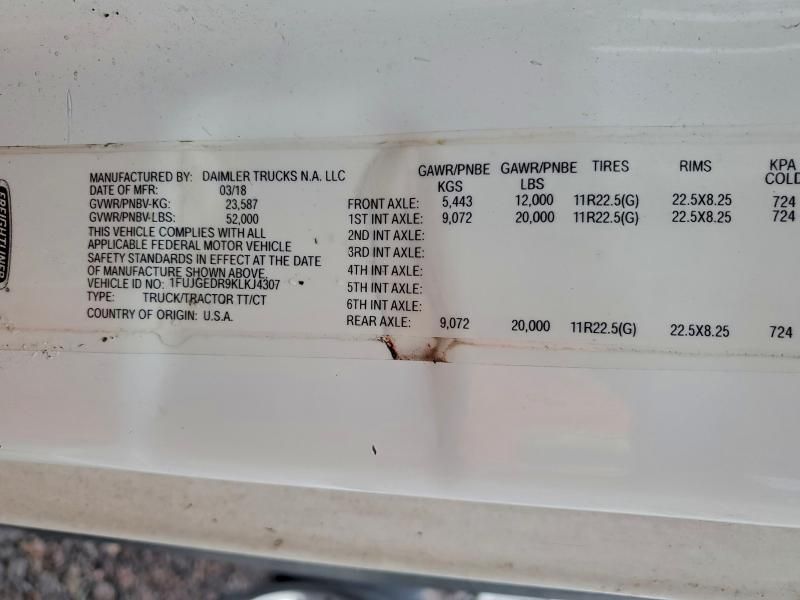 FREIGHTLINER
MANUFACTURED BY: DAIMLER TRUCKS N.A. LLC
DATE OF MFR: 03/18
GVWR/PNBV-KG: 23,587
GVWR/PNBV-LBS: 52,000
THIS VEHICLE COMPLIES WITH ALL
APPLICABLE FEDERAL MOTOR VEHICLE
SAFETY STANDARDS IN EFFECT AT THE DATE
OF MANUFACTURE SHOWN ABOVE.
VEHICLE ID NO: 1FUJGEDR9KLKJ4307
TYPE: TRUCK/TRACTOR TT/CT
COUNTRY OF ORIGIN: U.S.A.
GAWR/PNBE GAWR/PNBE TIRES RIMS KPA
KGS LBS COLD
FRONT AXLE: 5,443 12,000 11R22.5(G) 22.5X8.25 724
1ST INT AXLE: 9,072 20,000 11R22.5(G) 22.5X8.25 724
2ND INT AXLE:
3RD INT AXLE:
4TH INT AXLE:
5TH INT AXLE:
6TH INT AXLE:
REAR AXLE: 9,072 20,000 11R22.5(G) 22.5X8.25 724